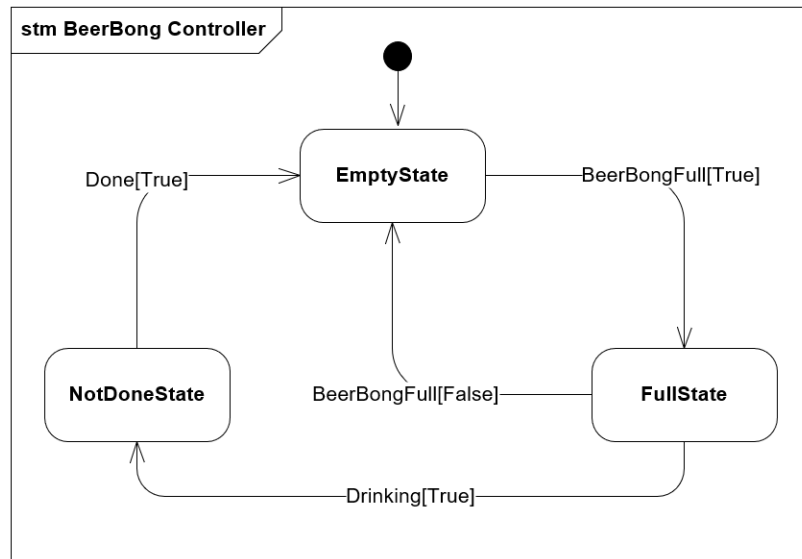 stm BeerBong Controller
EmptyState
Done[True]
BeerBongFull[True]
NotDoneState
BeerBongFull[False]
FullState
Drinking[True]